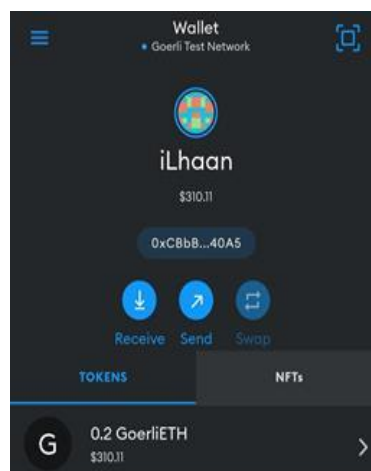 Wallet
Goerli Test Network
iLhaan
$310.11
0xCBbB...40A5
Receive Send Swap
TOKENS NFTs
G 0.2 GoerliETH
$310.11